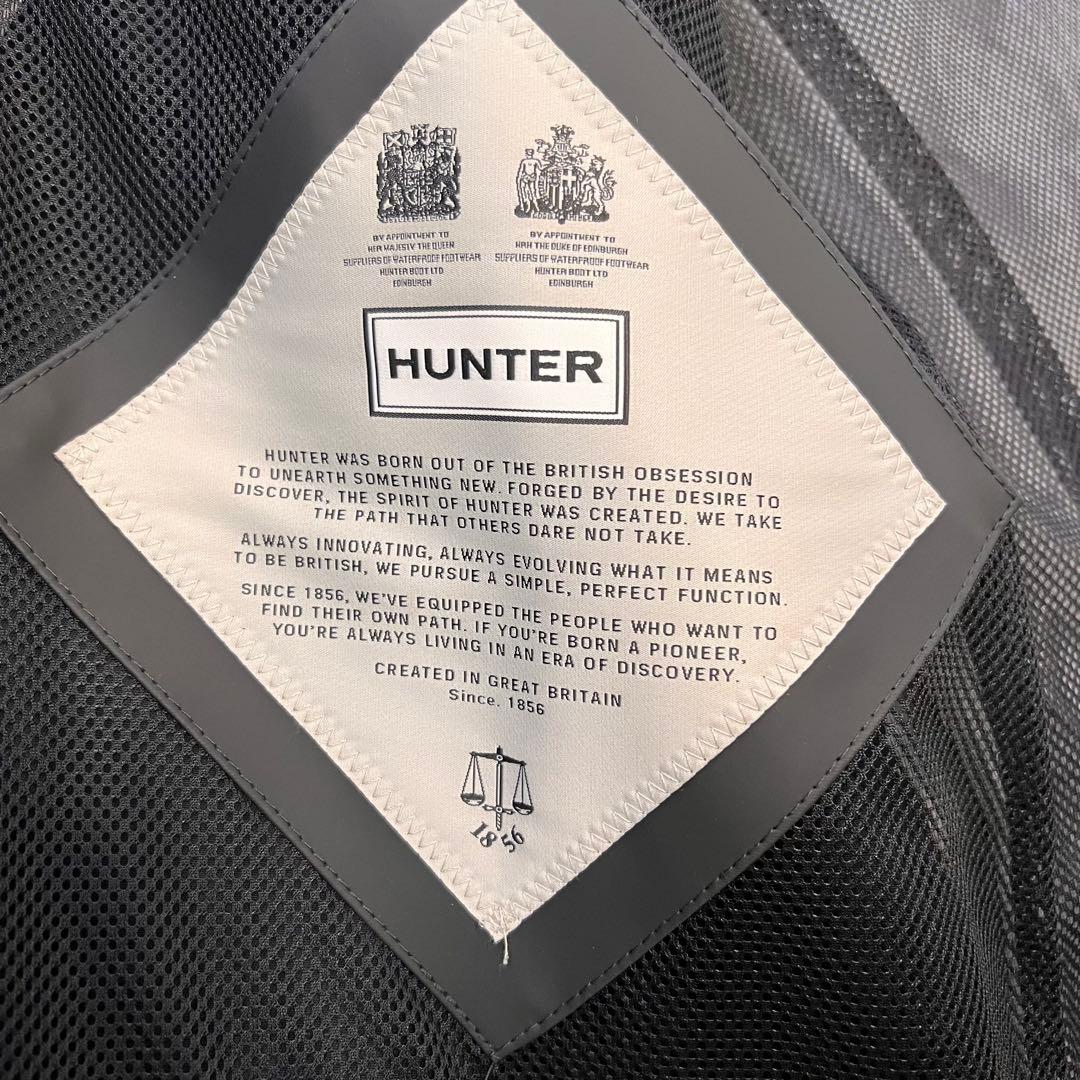 BY APPOINTMENT TO
HER MAJESTY THE QUEEN
SUPPLIERS OF WATERPROOF FOOTWEAR
HUNTER BOOT LTD
EDINBURGH
BY APPOINTMENT TO
HRH THE DUKE OF EDINBURGH
SUPPLIERS OF WATERPROOF FOOTWEAR
HUNTER BOOT LTD
EDINBURGH
HUNTER
HUNTER WAS BORN OUT OF THE BRITISH OBSESSION
TO UNEARTH SOMETHING NEW. FORGED BY THE DESIRE TO
DISCOVER, THE SPIRIT OF HUNTER WAS CREATED. WE TAKE
THE PATH THAT OTHERS DARE NOT TAKE.
ALWAYS INNOVATING, ALWAYS EVOLVING WHAT IT MEANS
TO BE BRITISH, WE PURSUE A SIMPLE, PERFECT FUNCTION.
SINCE 1856, WE'VE EQUIPPED THE PEOPLE WHO WANT TO
FIND THEIR OWN PATH. IF YOU'RE BORN A PIONEER,
YOU'RE ALWAYS LIVING IN AN ERA OF DISCOVERY.
CREATED IN GREAT BRITAIN
Since. 1856
1856